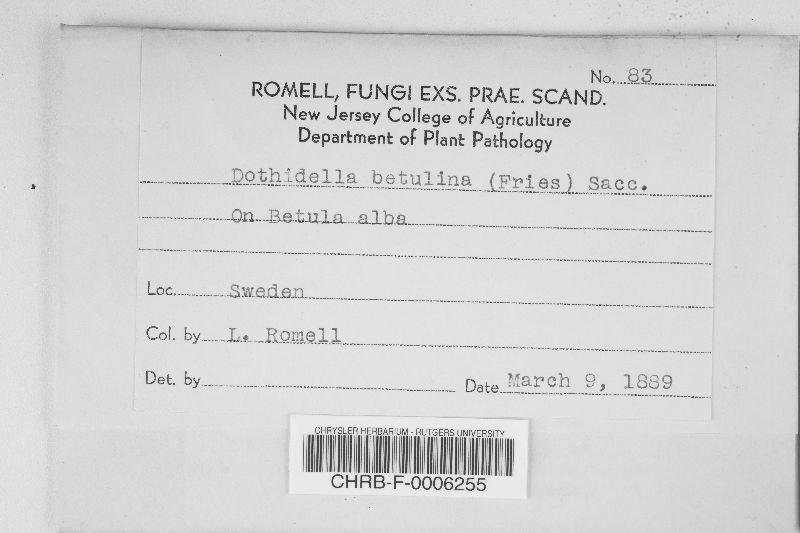 No. 83
ROMELL, FUNGI EXS. PRAE. SCAND.
New Jersey College of Agriculture
Department of Plant Pathology
Dothidella betulina (Fries) Sacc.
On Betula alba
Loc. Sweden
Col. by L. Romell
Det. by
Date March 9, 1889
CHRYSLER HERBARIUM - RUTGERS UNIVERSITY
CHRB-F-0006255